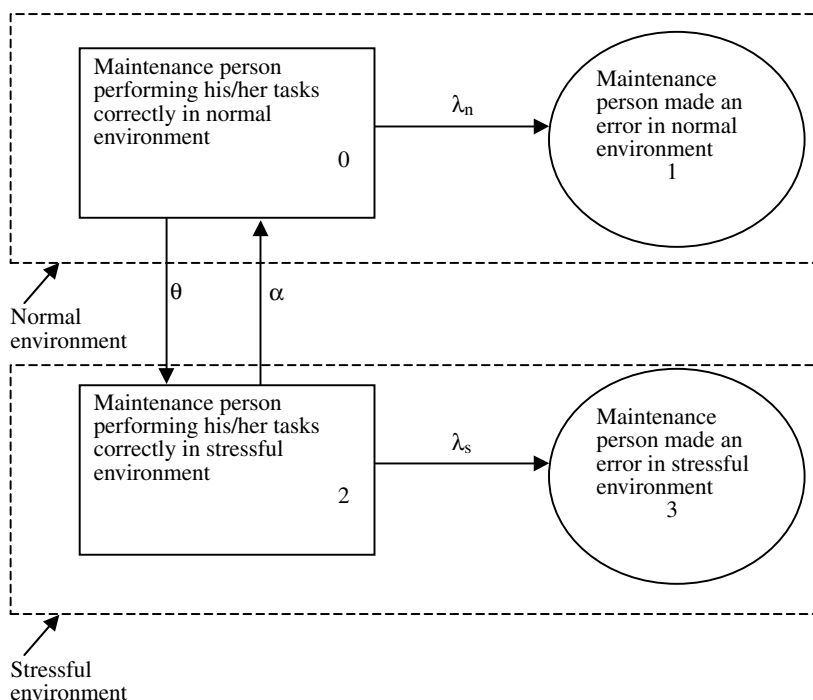 Maintenance person
performing his/her tasks
correctly in normal
environment
0
λn
Maintenance
person made an
error in normal
environment
1
θ
α
Normal
environment
Maintenance person
performing his/her tasks
correctly in stressful
environment
2
λs
Maintenance
person made an
error in stressful
environment
3
Stressful
environment